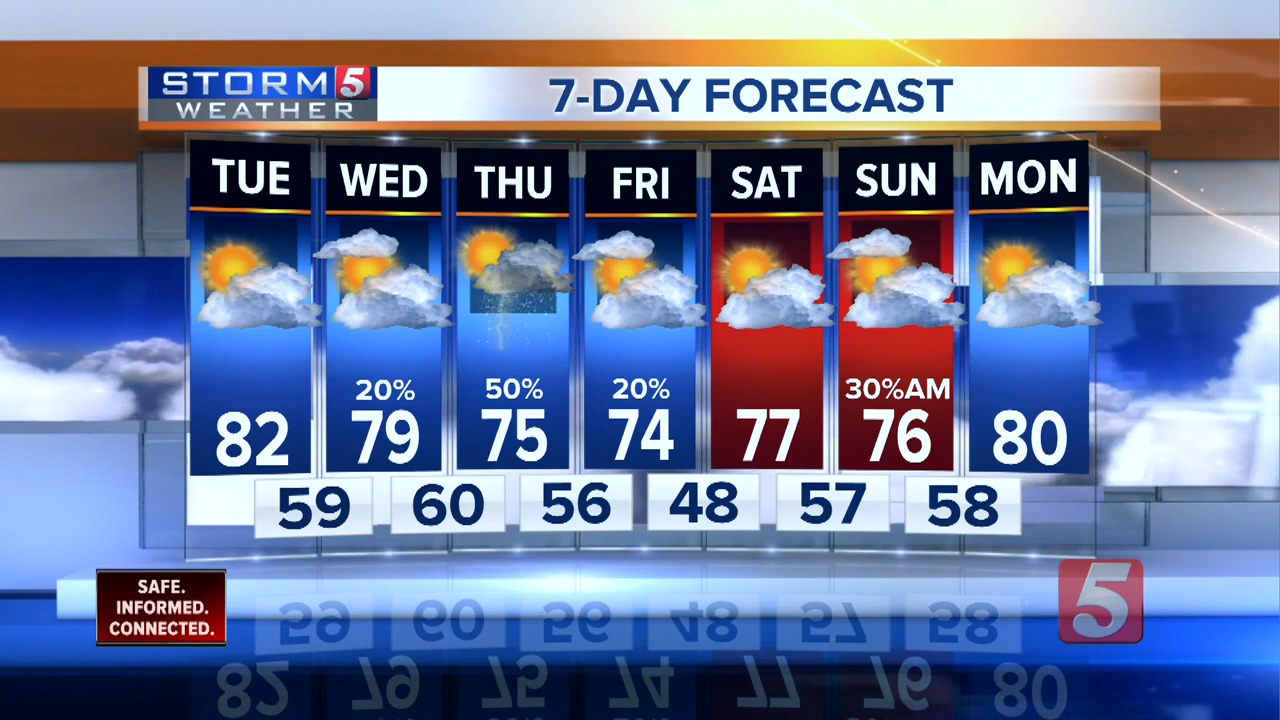 STORM 5
WEATHER
7-DAY FORECAST
TUE WED THU FRI SAT SUN MON
20% 50% 20% 30%AM
82 79 75 74 77 76 80
59 60 56 48 57 58
SAFE.
INFORMED.
CONNECTED.
5